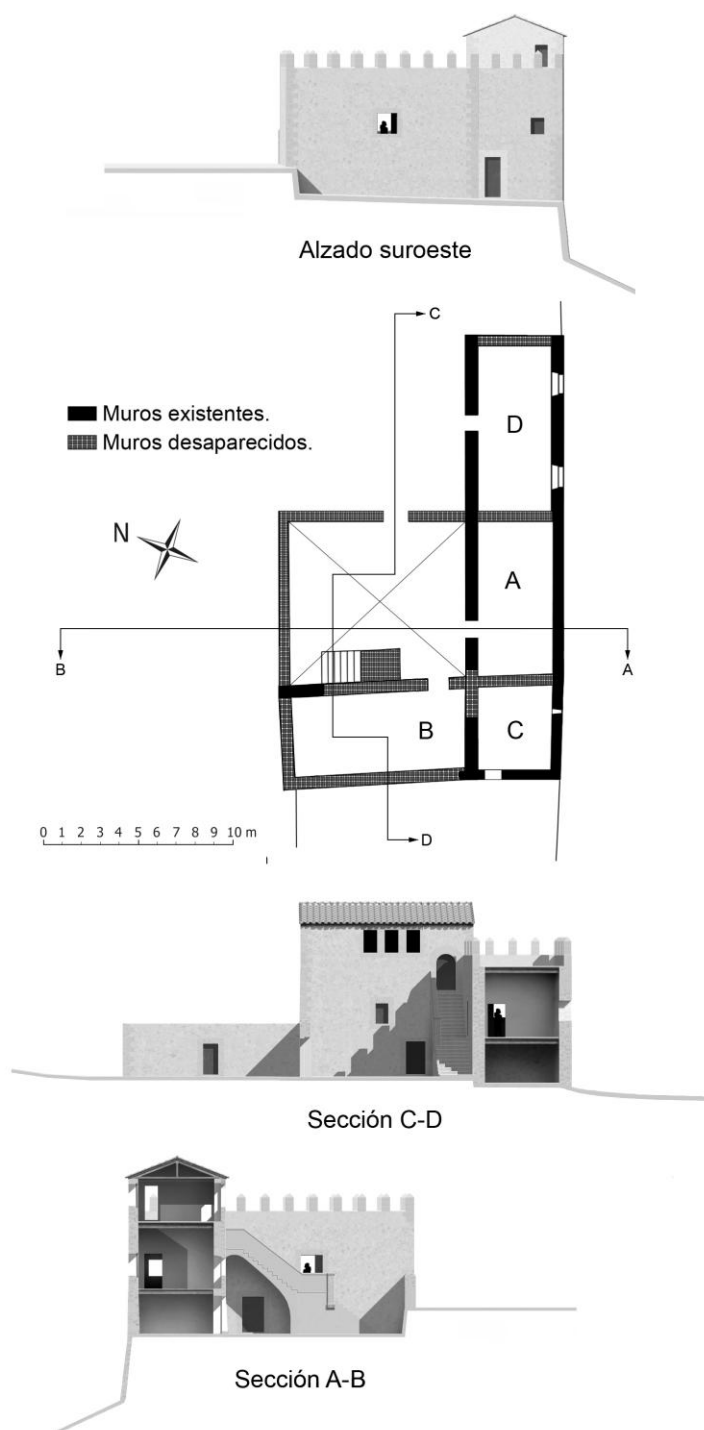 Alzado suroeste
C
Muros existentes.
Muros desaparecidos.
D
N
A
B
A
B
C
0 1 2 3 4 5 6 7 8 9 10 m
D
Sección C-D
Sección A-B